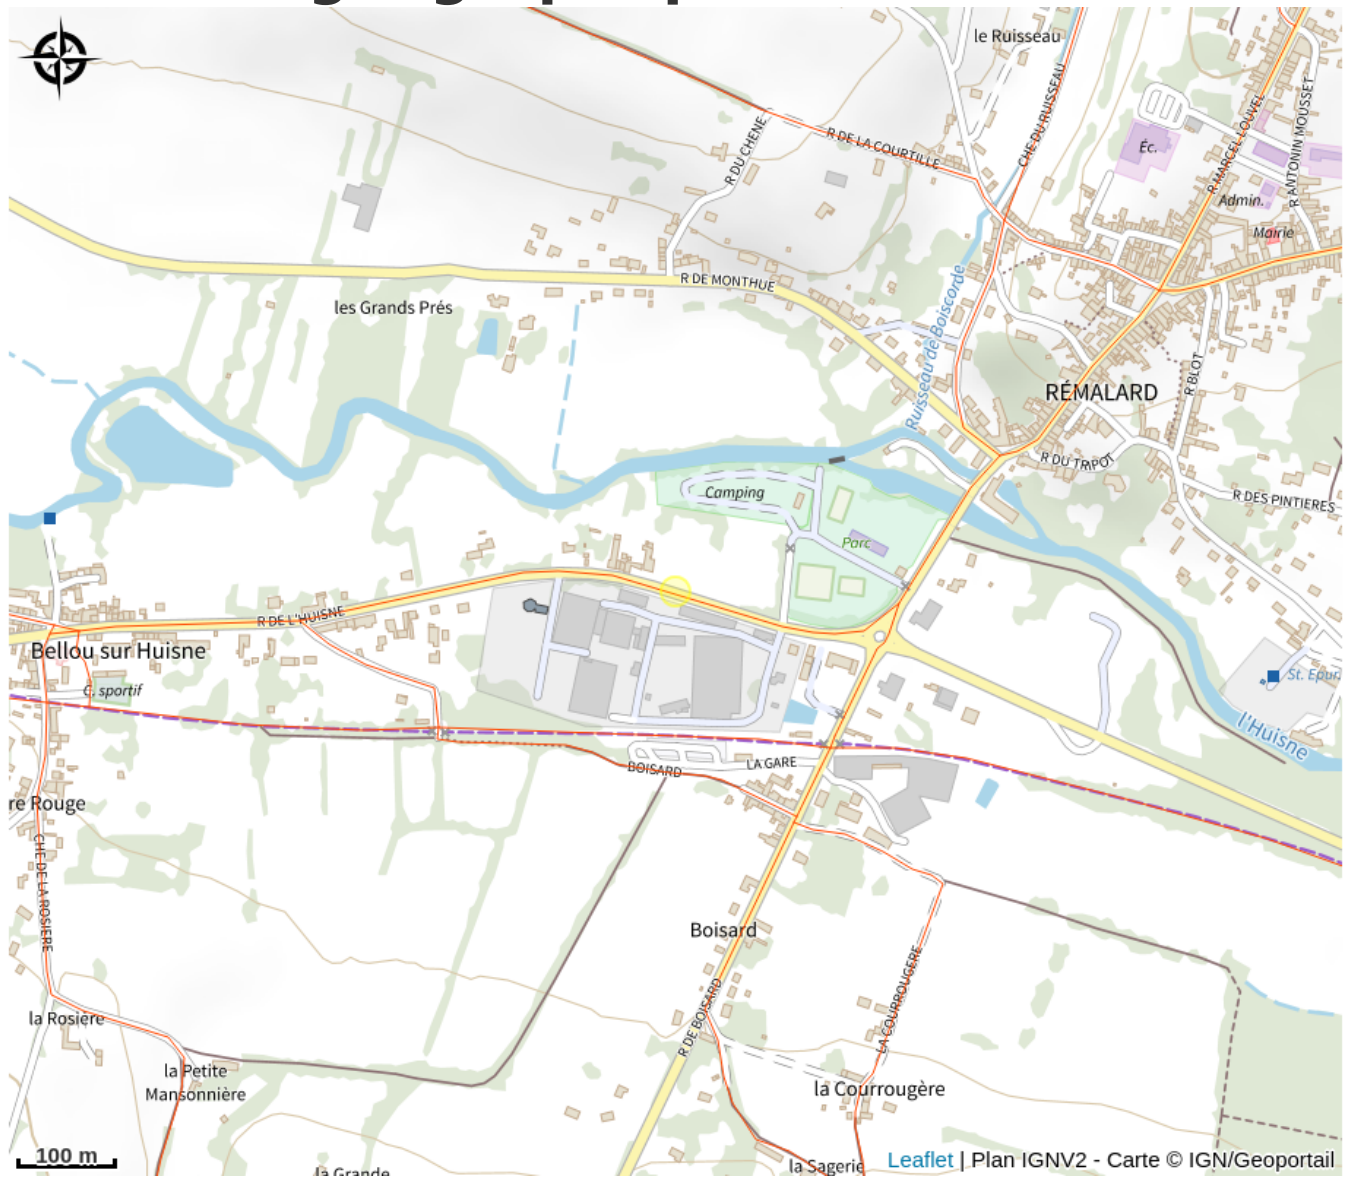 le Ruisseau
CHE DU RUISSEAU
R DE LA COURTILLE
R DU CHENE
Éc.
R MARCEL LOUVEL
R ANTONIN MOUSSET
Admin.
Mairie
R DE MONTHUE
les Grands Prés
Ruisseau de Boiscorde
RÉMALARD
R BLOT
R DU TRIPOT
R DES PINTIERES
Camping
Parc
R DE L'HUISNE
Bellou sur Huisne
C. sportif
St. Epur.
l'Huisne
BOISARD
LA GARE
re Rouge
CHE DE LA ROSIERE
Boisard
R DE BOISARD
LA COURROUGERE
la Rosière
la Petite
Mansonnière
la Courrougère
100 m
la Grande
la Sagerie
Leaflet | Plan IGNV2 - Carte © IGN/Geoportail